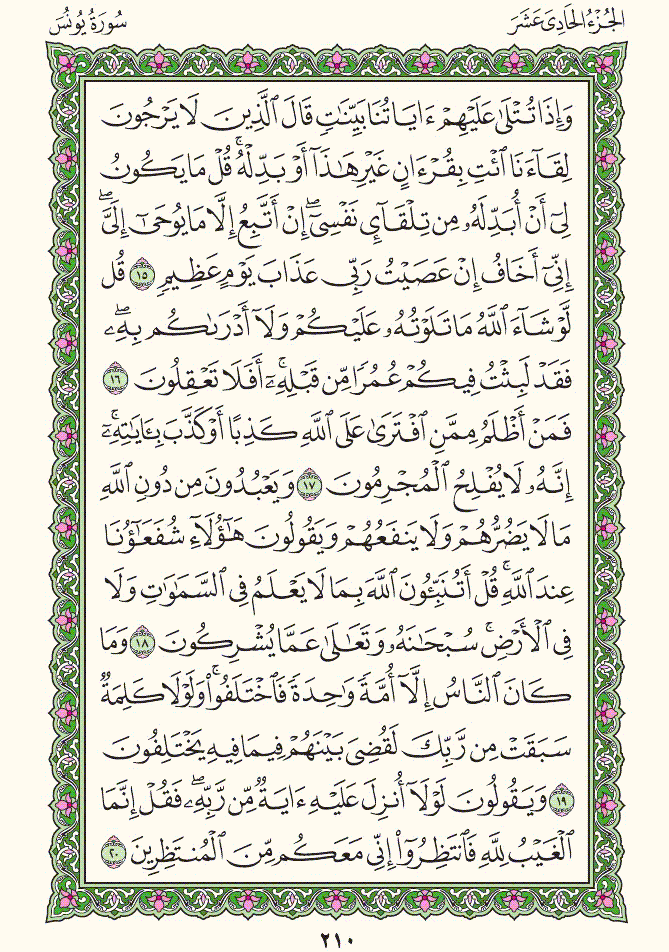 الجُزْءُ الحَادِي عَشَرَ
سُورَةُ يُونُسَ
وَإِذَا تُتْلَىٰ عَلَيْهِمْ ءَايَاتُنَا بَيِّنَٰتٖ قَالَ ٱلَّذِينَ لَا يَرْجُونَ
لِقَآءَنَا ٱئْتِ بِقُرْءَانٍ غَيْرِ هَٰذَآ أَوْ بَدِّلْهُۚ قُلْ مَا يَكُونُ
لِيٓ أَنْ أُبَدِّلَهُۥ مِن تِلْقَآيِٕ نَفْسِيٓۖ إِنْ أَتَّبِعُ إِلَّا مَا يُوحَىٰٓ إِلَيَّۖ
إِنِّيٓ أَخَافُ إِنْ عَصَيْتُ رَبِّي عَذَابَ يَوْمٍ عَظِيمٖ ١٥ قُل
لَّوْ شَآءَ ٱللَّهُ مَا تَلَوْتُهُۥ عَلَيْكُمْ وَلَآ أَدْرَىٰكُم بِهِۦۖ
فَقَدْ لَبِثْتُ فِيكُمْ عُمُرٗا مِّن قَبْلِهِۦٓۚ أَفَلَا تَعْقِلُونَ ١٦
فَمَنْ أَظْلَمُ مِمَّنِ ٱفْتَرَىٰ عَلَى ٱللَّهِ كَذِبًا أَوْ كَذَّبَ بِـَٔايَٰتِهِۦٓۚ
إِنَّهُۥ لَا يُفْلِحُ ٱلْمُجْرِمُونَ ١٧ وَيَعْبُدُونَ مِن دُونِ ٱللَّهِ
مَا لَا يَضُرُّهُمْ وَلَا يَنفَعُهُمْ وَيَقُولُونَ هَٰٓؤُلَآءِ شُفَعَٰٓؤُنَا
عِندَ ٱللَّهِۚ قُلْ أَتُنَبِّـُٔونَ ٱللَّهَ بِمَا لَا يَعْلَمُ فِي ٱلسَّمَٰوَٰتِ وَلَا
فِي ٱلْأَرْضِۚ سُبْحَٰنَهُۥ وَتَعَٰلَىٰ عَمَّا يُشْرِكُونَ ١٨ وَمَا
كَانَ ٱلنَّاسُ إِلَّآ أُمَّةٗ وَٰحِدَةٗ فَٱخْتَلَفُواْۚ وَلَوْلَا كَلِمَةٞ
سَبَقَتْ مِن رَّبِّكَ لَقُضِيَ بَيْنَهُمْ فِيمَا فِيهِ يَخْتَلِفُونَ
١٩ وَيَقُولُونَ لَوْلَآ أُنزِلَ عَلَيْهِ ءَايَةٞ مِّن رَّبِّهِۦۖ فَقُلْ إِنَّمَا
ٱلْغَيْبُ لِلَّهِ فَٱنتَظِرُوٓاْ إِنِّي مَعَكُم مِّنَ ٱلْمُنتَظِرِينَ ٢٠
٢١٠